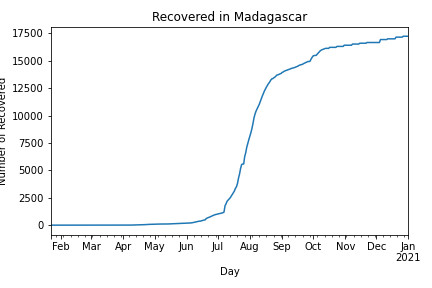 Recovered in Madagascar
Number of Recovered
17500
15000
12500
10000
7500
5000
2500
0
Feb Mar Apr May Jun Jul Aug Sep Oct Nov Dec Jan
2021
Day